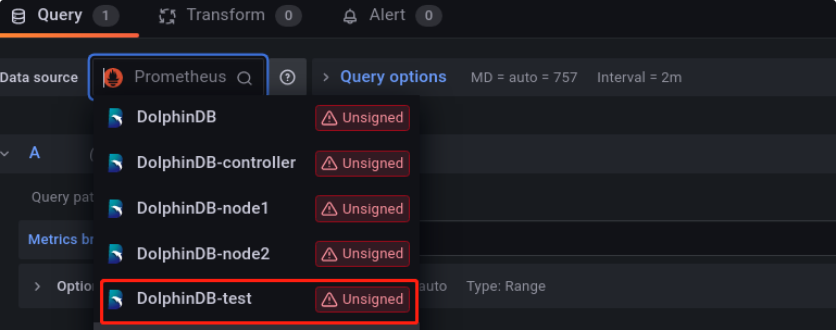 Query 1 Transform 0 Alert 0
Data source Prometheus ? > Query options MD = auto = 757 Interval = 2m
DolphinDB Unsigned
A (
DolphinDB-controller Unsigned
Query pat
DolphinDB-node1 Unsigned
Metrics br
DolphinDB-node2 Unsigned
> Optio auto Type: Range
DolphinDB-test Unsigned